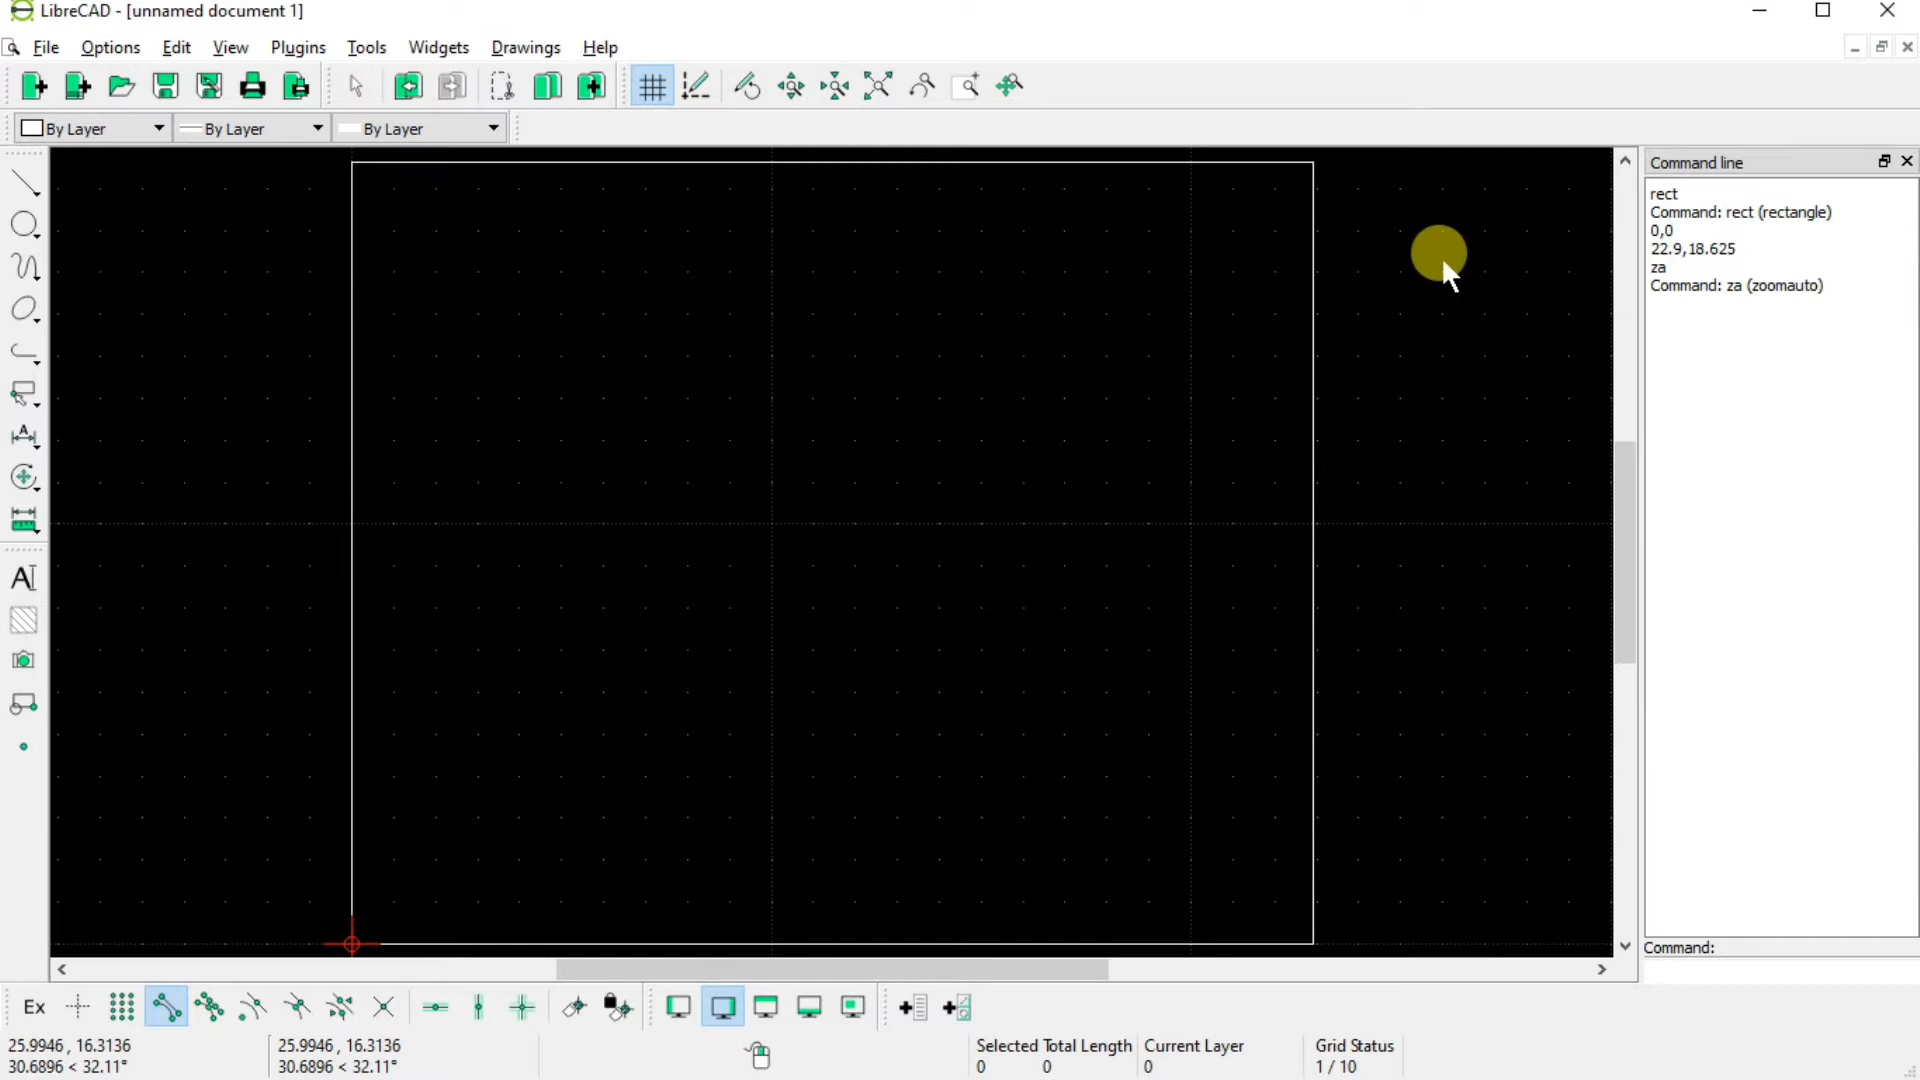 LibreCAD - [unnamed document 1]
File Options Edit View Plugins Tools Widgets Drawings Help
By Layer By Layer By Layer
Command line
rect
Command: rect (rectangle)
0,0
22.9,18.625
za
Command: za (zoomauto)
Command:
Ex
25.9946 , 16.3136
30.6896 < 32.11°
25.9946 , 16.3136
30.6896 < 32.11°
Selected Total Length
0 0
Current Layer
0
Grid Status
1 / 10